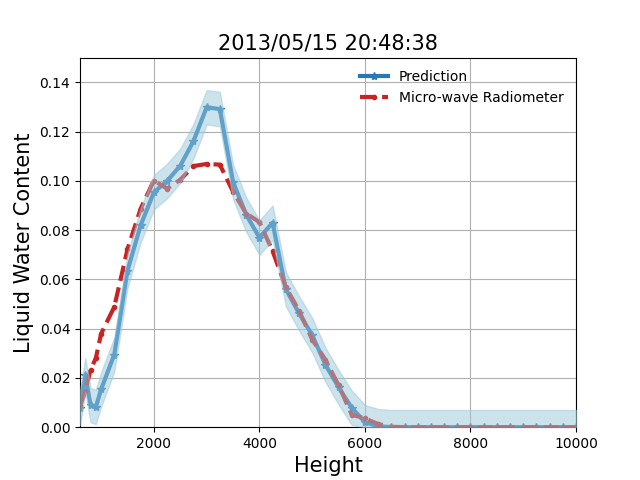 2013/05/15 20:48:38
Prediction
Micro-wave Radiometer
Liquid Water Content
0.14
0.12
0.10
0.08
0.06
0.04
0.02
0.00
2000 4000 6000 8000 10000
Height